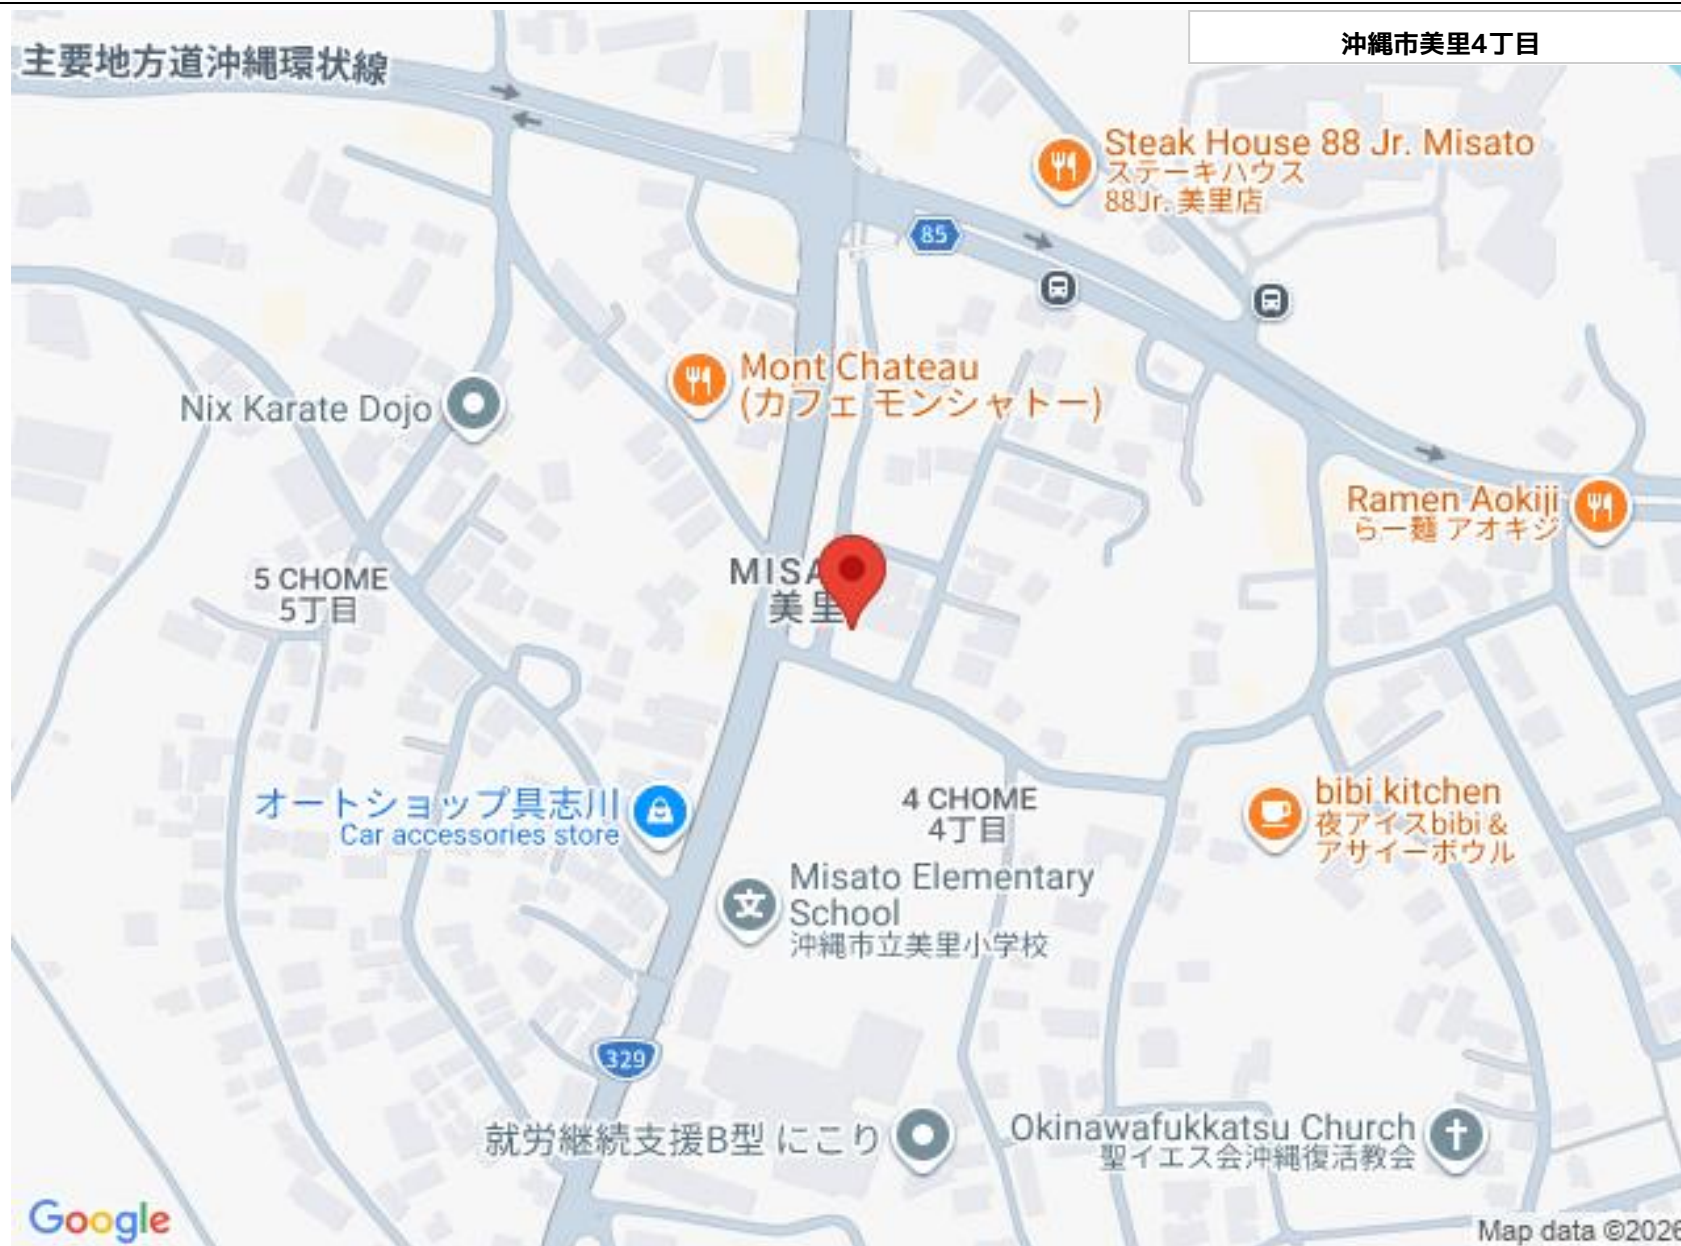 沖縄市美里4丁目
主要地方道沖縄環状線
Steak House 88 Jr. Misato
ステーキハウス
88Jr. 美里店
85
Mont Chateau
(カフェ モンシャトー)
Nix Karate Dojo
Ramen Aokiji
らー麺 アオキジ
MISA
美里
5 CHOME
5丁目
オートショップ具志川
Car accessories store
4 CHOME
4丁目
bibi kitchen
夜アイスbibi &
アサイーボウル
文
Misato Elementary
School
沖縄市立美里小学校
329
就労継続支援B型 にこり
Okinawafukkatsu Church
聖イエス会沖縄復活教会
Google
Map data ©2026